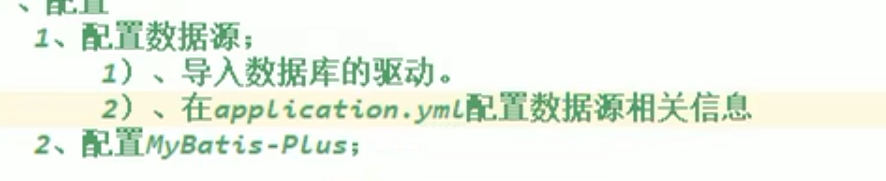 、配置
1、配置数据源;
1）、导入数据库的驱动。
2）、在application.yml配置数据源相关信息
2、配置MyBatis-Plus;